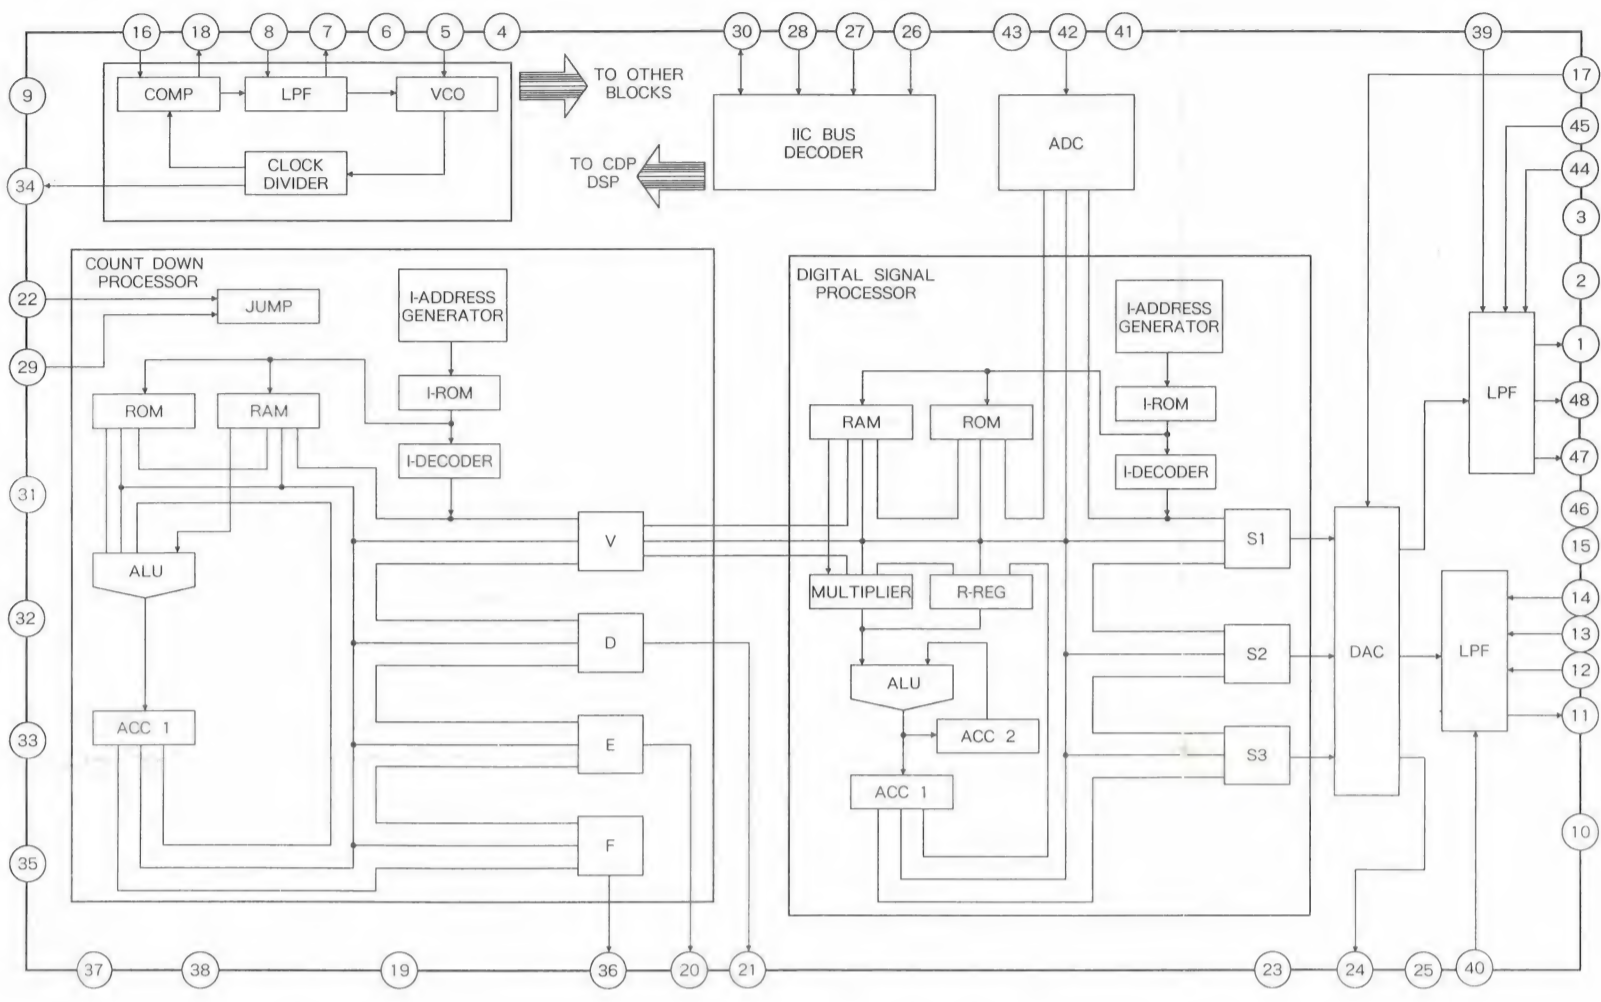 16 18 8 7 6 5 4 30 28 27 26 43 42 41 39
17
9
COMP LPF VCO
TO OTHER
BLOCKS
IIC BUS
DECODER
ADC
45
44
CLOCK
DIVIDER
TO CDP
DSP
34
3
COUNT DOWN
PROCESSOR
DIGITAL SIGNAL
PROCESSOR
2
22
JUMP
I-ADDRESS
GENERATOR
I-ADDRESS
GENERATOR
29
1
ROM RAM
I-ROM
RAM ROM
I-ROM
LPF
48
I-DECODER
I-DECODER
47
31
46
V
S1
15
ALU
MULTIPLIER R-REG
14
32
13
D
S2
DAC
LPF
12
ALU
11
ACC 1
ACC 2
33
E
S3
ACC 1
10
35
F
37 38 19 36 20 21 23 24 25 40